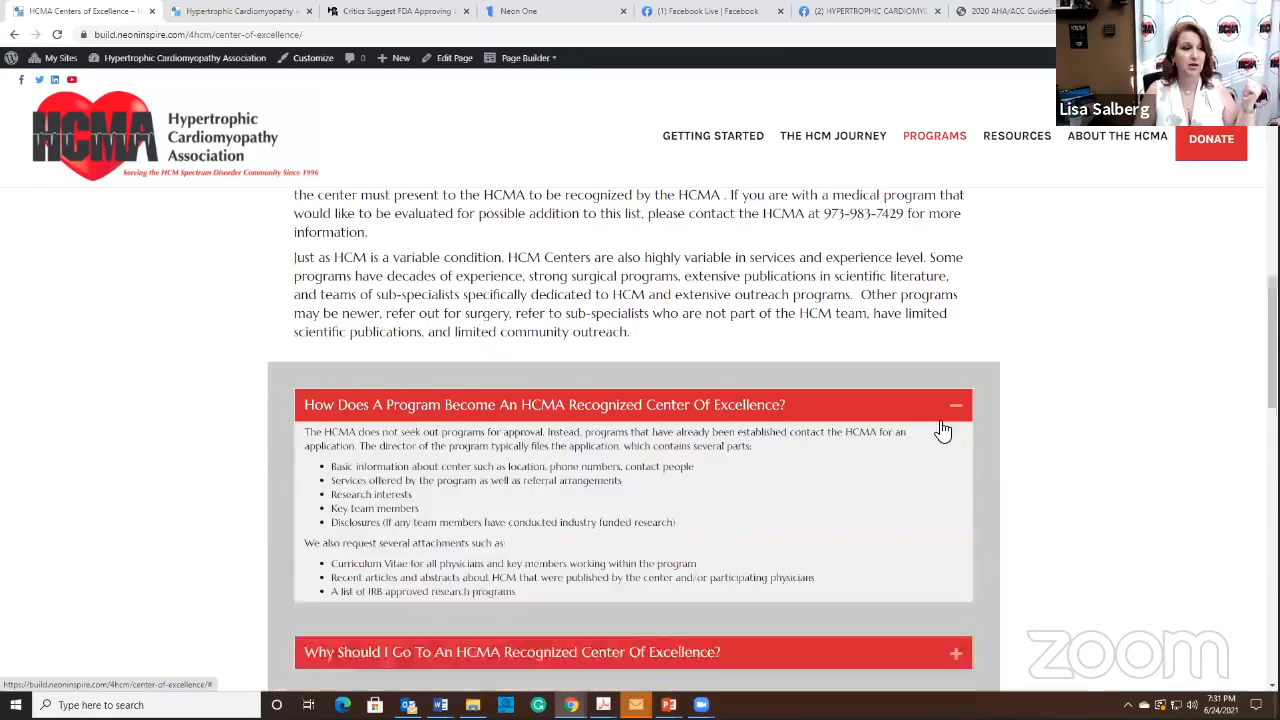 HCMA Centers of Excellence -
Hypertrophic Cardiomyopathy A
Critics Suggest FDA Approving A
Neon One
Facebook Live | Facebook
(2) HYPERTROPHIC CARDIOMYO
2020 AHA/ACC Guideli
build.neoninspire.com/4hcm/center-of-excellence/
My Sites
Hypertrophic Cardiomyopathy Association
Customize
0
New
Edit Page
Page Builder
Lisa Salberg
HCMA
Hypertrophic
Cardiomyopathy
Association
Serving the HCM Spectrum Disorder Community Since 1996
GETTING STARTED
THE HCM JOURNEY
PROGRAMS
RESOURCES
ABOUT THE HCMA
DONATE
the center must present to the HCMA to be recognized by the HCMA . If you are with a medical program that
would like to be evaluated for possible addition to this list, please contact the HCMA at 973-983-7429 for more
information.
Just as HCM is a variable condition, HCM Centers are also highly variable in services and experience level. Some
programs have decades of experience, strong surgical programs, extensive publications in scientific literature,
and teams of sub-specialists specifically dedicated to HCM and extensive outreach programs. Other programs
may be newer, refer out for surgery, refer to sub-specialists who are not part of the HCM team, have limited
scientific publications, and limited community outreach.
How Does A Program Become An HCMA Recognized Center Of Excellence?
The HCMA does not seek out programs for approval. Instead, programs that have already been established contact the HCMA for an
application. The director of the program typically files the application, which contains several parts:
Basic information about center such as location, phone numbers, contact people
Services offered by the program as well as referral arrangements
Research interests
Key team members
Disclosures (If any team members have conducted industry funded research)
We also request several attachments such as:
Curriculum Vitae for all physicians and key members working within the program
Recent articles and abstracts about HCM that were published by the center and/or participating physicians
A list of IRB approved research programs
Why Should I Go To An HCMA Recognized Center Of Excellence?
zoom
https://build.neoninspire.com/4hcm/center-of-excellence/#
Type here to search
7:31 PM
6/24/2021